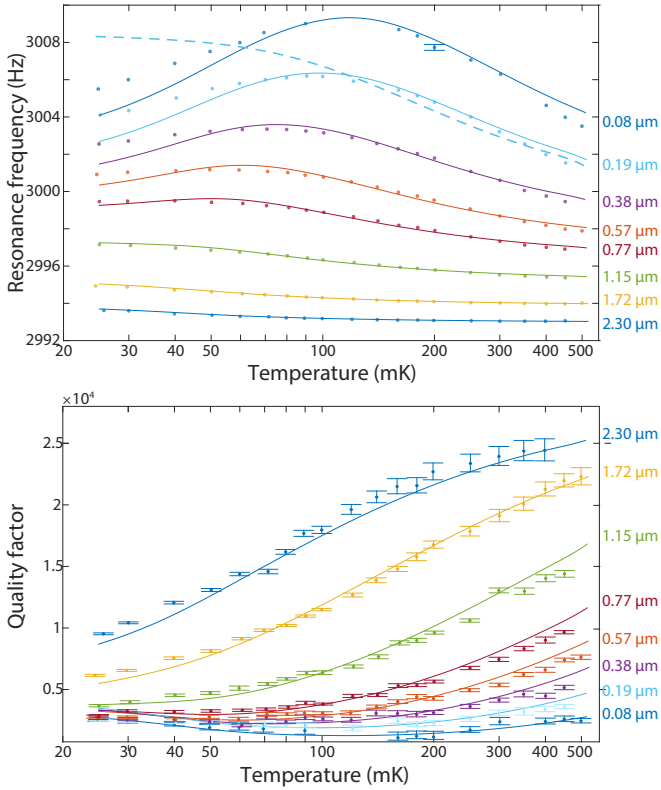 Resonance frequency (Hz)
3008
3004
3000
2996
2992
0.08 µm
0.19 µm
0.38 µm
0.57 µm
0.77 µm
1.15 µm
1.72 µm
2.30 µm
20 30 40 50 100 200 300 400 500
Temperature (mK)
×10⁴
Quality factor
2.5
2
1.5
1
0.5
2.30 µm
1.72 µm
1.15 µm
0.77 µm
0.57 µm
0.38 µm
0.19 µm
0.08 µm
20 30 40 50 100 200 300 400 500
Temperature (mK)